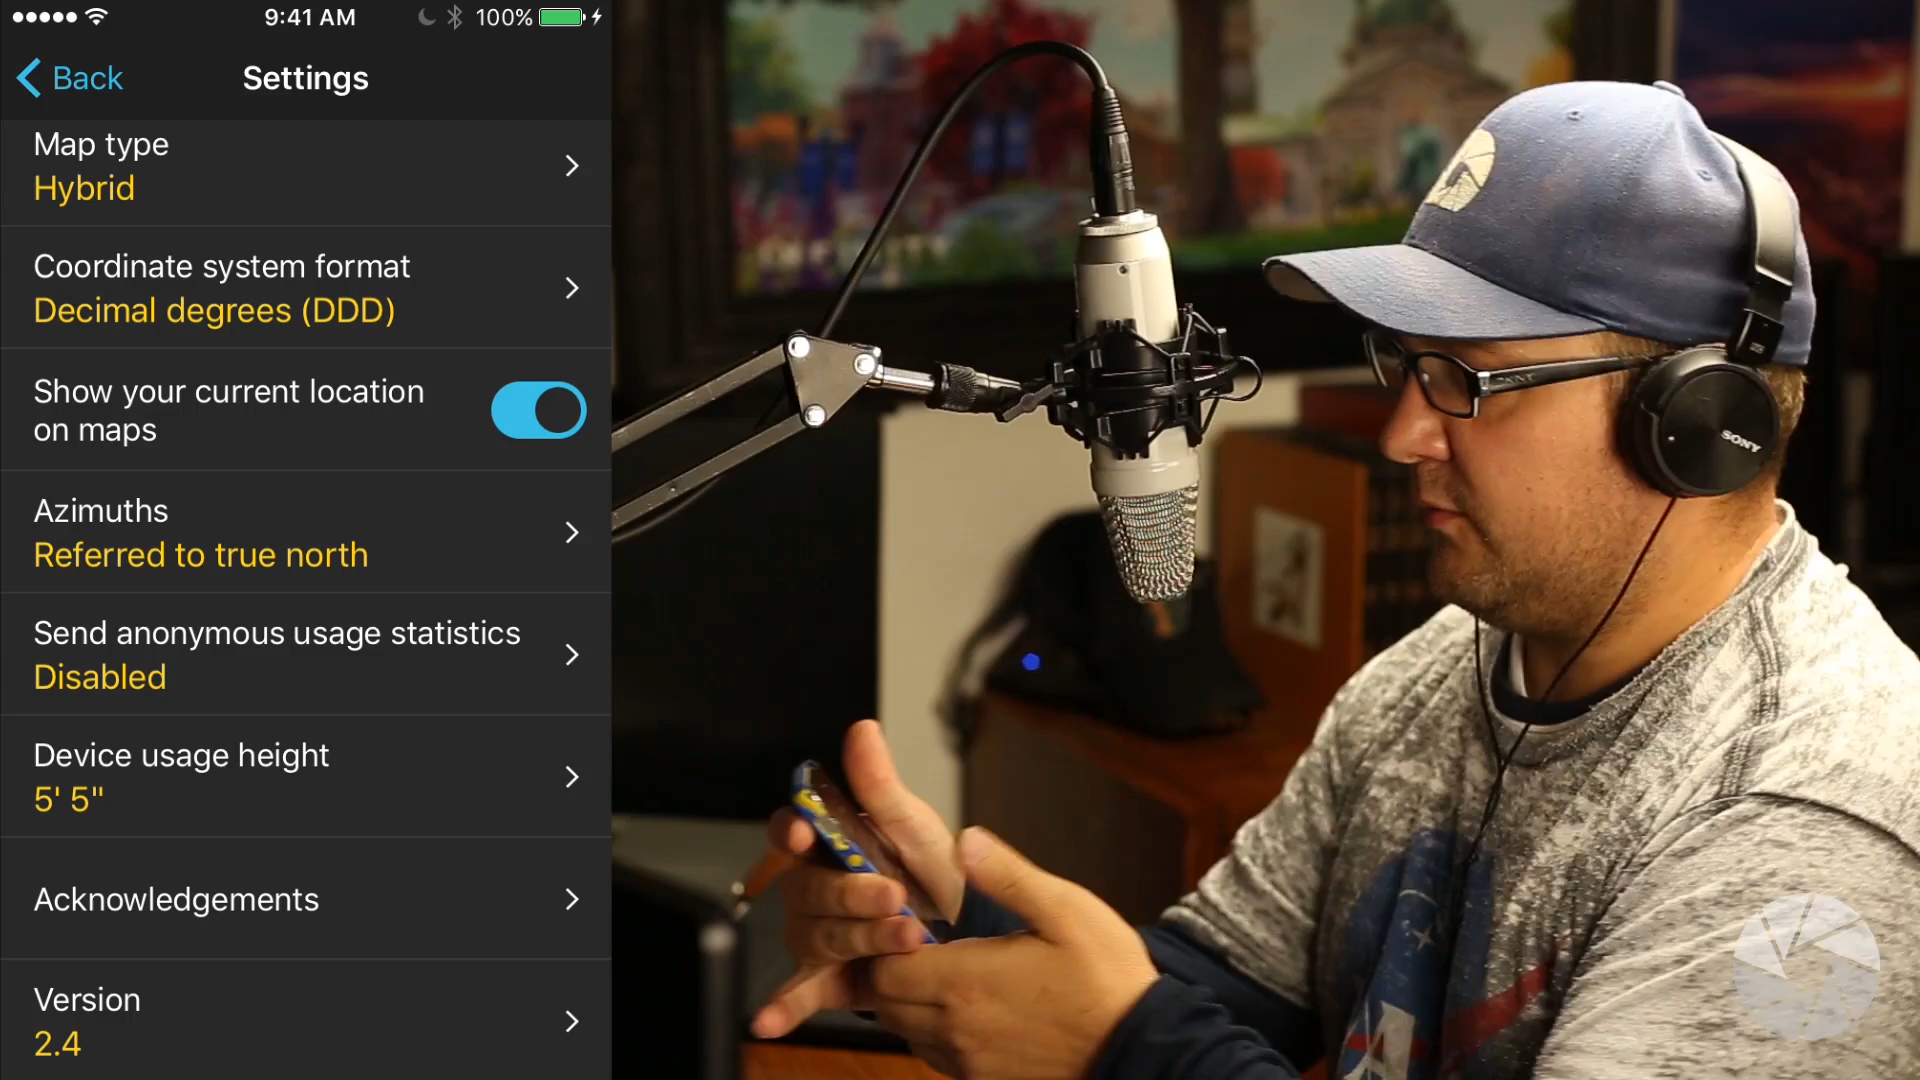 9:41 AM
100%
Back
Settings
Map type
Hybrid
Coordinate system format
Decimal degrees (DDD)
Show your current location
on maps
Azimuths
Referred to true north
Send anonymous usage statistics
Disabled
Device usage height
5' 5"
Acknowledgements
Version
2.4
SONY